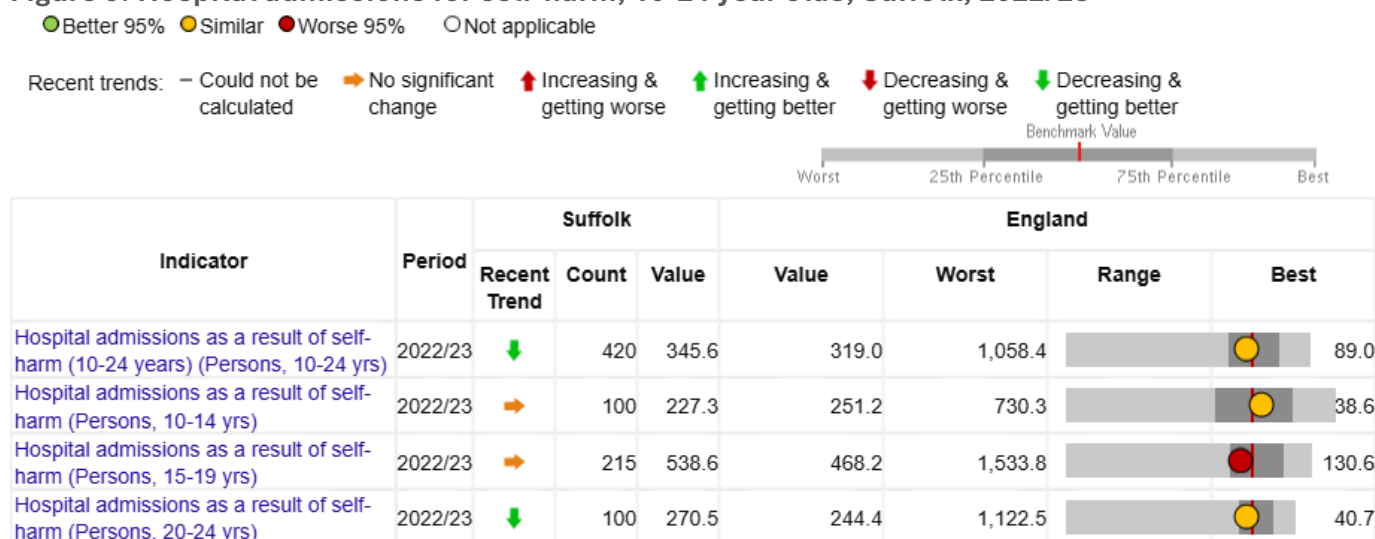 Better 95% Similar Worse 95% Not applicable
Recent trends: – Could not be calculated No significant change Increasing & getting worse Increasing & getting better Decreasing & getting worse Decreasing & getting better
Benchmark Value
Worst 25th Percentile 75th Percentile Best
Indicator Period Suffolk England
Recent Trend Count Value Value Worst Range Best
Hospital admissions as a result of self-
harm (10-24 years) (Persons, 10-24 yrs) 2022/23 420 345.6 319.0 1,058.4 89.0
Hospital admissions as a result of self-
harm (Persons, 10-14 yrs) 2022/23 100 227.3 251.2 730.3 38.6
Hospital admissions as a result of self-
harm (Persons, 15-19 yrs) 2022/23 215 538.6 468.2 1,533.8 130.6
Hospital admissions as a result of self-
harm (Persons, 20-24 yrs) 2022/23 100 270.5 244.4 1,122.5 40.7